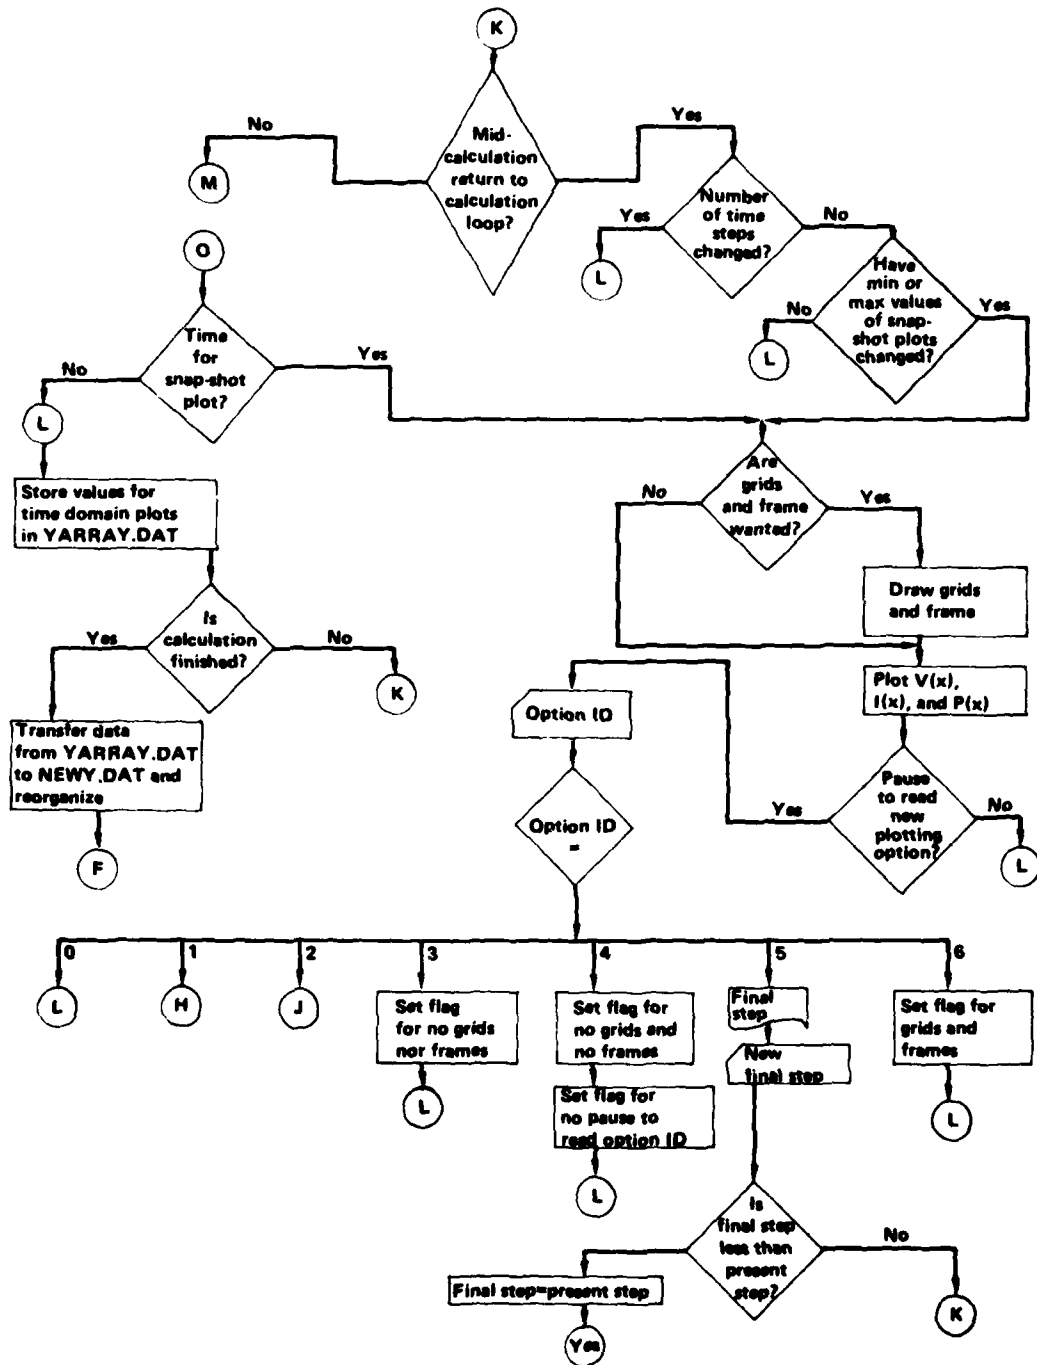 K
Mid-
calculation
return to
calculation
loop?
No
M
Yes
Number
of time
steps
changed?
Yes
L
No
Have
min or
max values
of snap-
shot plots
changed?
No
L
Yes
O
Time
for
snap-shot
plot?
No
L
Yes
Store values for
time domain plots
in YARRAY.DAT
Is
calculation
finished?
Yes
No
K
Transfer data
from YARRAY.DAT
to NEWY.DAT and
reorganize
F
Are
grids
and frame
wanted?
No
Yes
Draw grids
and frame
Plot V(x),
I(x), and P(x)
Pause
to read
new
plotting
option?
Yes
No
L
Option ID
Option ID
=
0
L
1
H
2
J
3
Set flag
for no grids
nor frames
L
4
Set flag for
no grids and
no frames
Set flag for
no pause to
read option ID
L
5
Final
step
New
final step
Is
final step
less than
present
step?
No
K
Final step=present step
Yes
6
Set flag for
grids and
frames
L